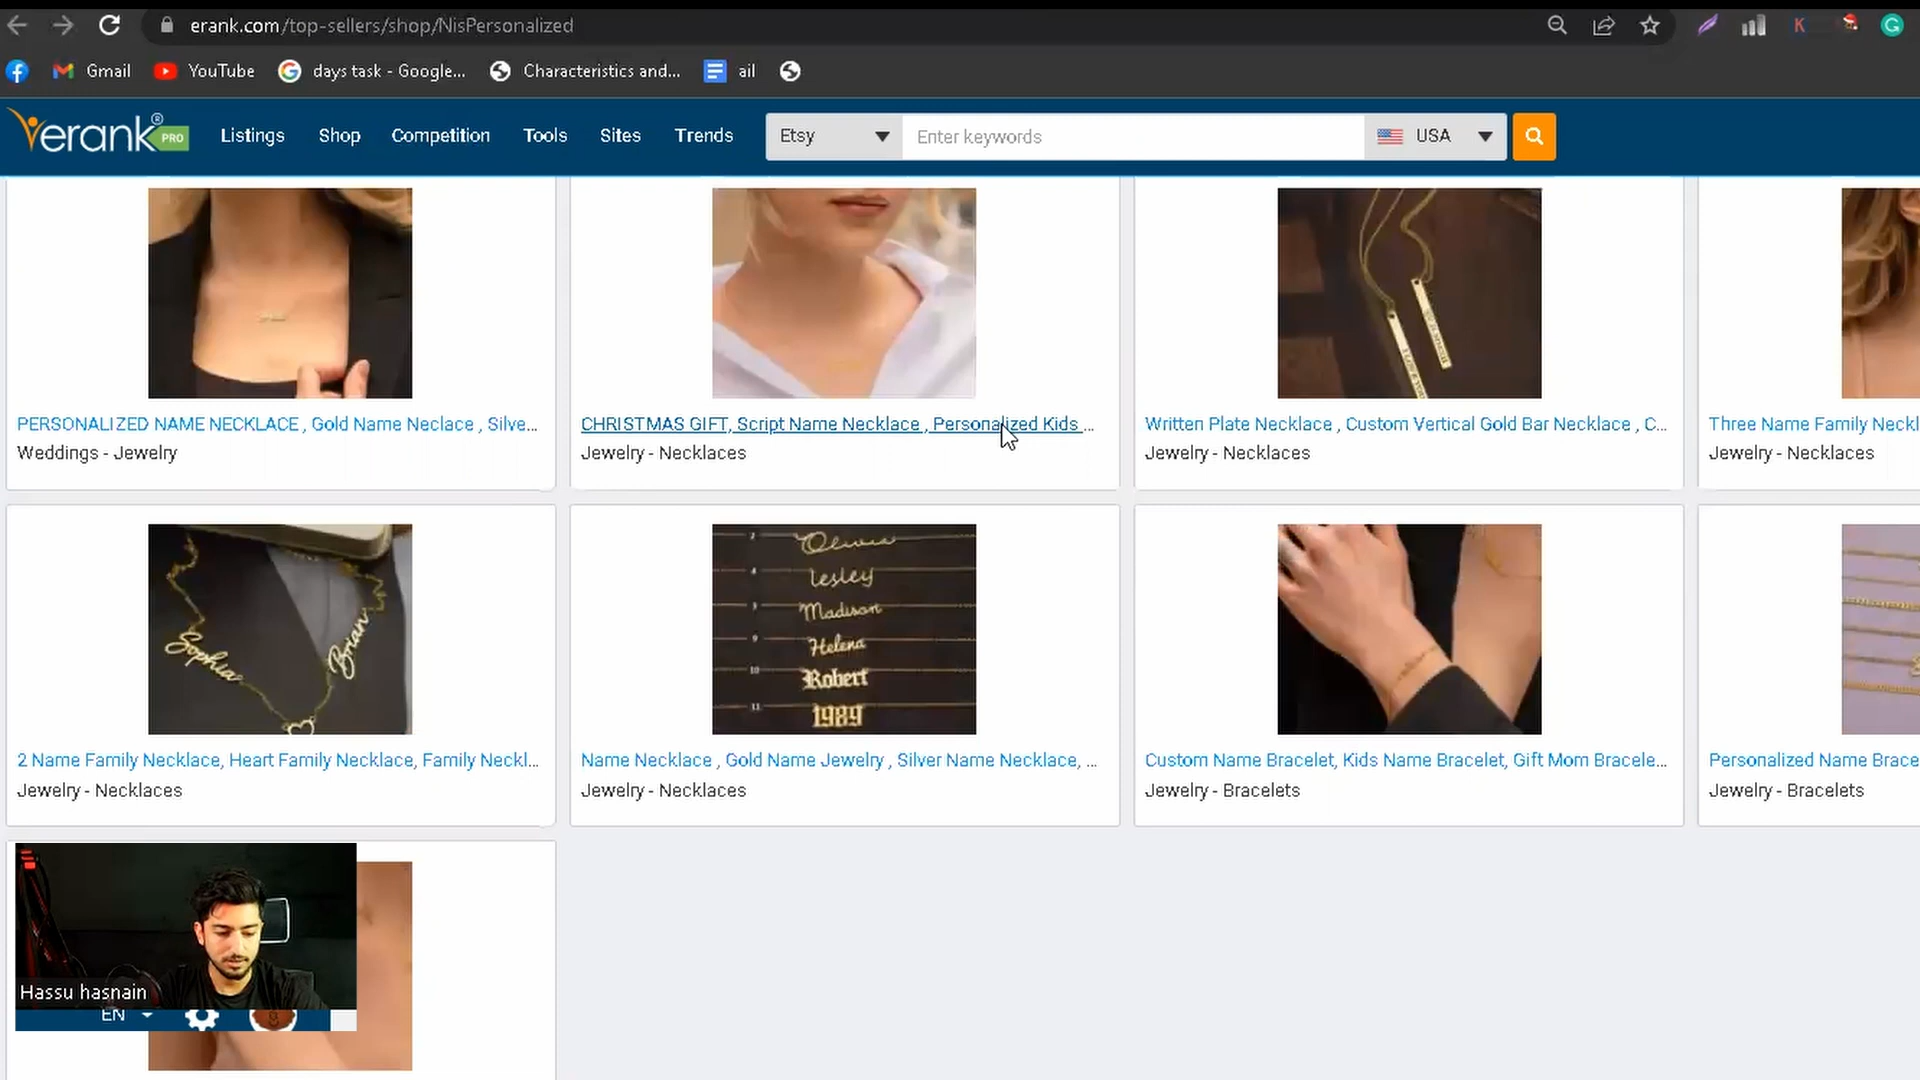 erank.com/top-sellers/shop/NisPersonalized
Gmail
YouTube
days task - Google...
Characteristics and...
ail
erank® PRO
Listings
Shop
Competition
Tools
Sites
Trends
Etsy
Enter keywords
USA
PERSONALIZED NAME NECKLACE , Gold Name Neclace , Silve...
Weddings - Jewelry
CHRISTMAS GIFT, Script Name Necklace , Personalized Kids ...
Jewelry - Necklaces
Written Plate Necklace , Custom Vertical Gold Bar Necklace , C...
Jewelry - Necklaces
Three Name Family Neckl
Jewelry - Necklaces
Sophia
Brian
2 Name Family Necklace, Heart Family Necklace, Family Neckl...
Jewelry - Necklaces
Olivia
Lesley
Madison
9 Helena
10 Robert
11 1989
Name Necklace , Gold Name Jewelry , Silver Name Necklace, ...
Jewelry - Necklaces
Custom Name Bracelet, Kids Name Bracelet, Gift Mom Bracele...
Jewelry - Bracelets
Personalized Name Brace
Jewelry - Bracelets
Hassu hasnain
EN